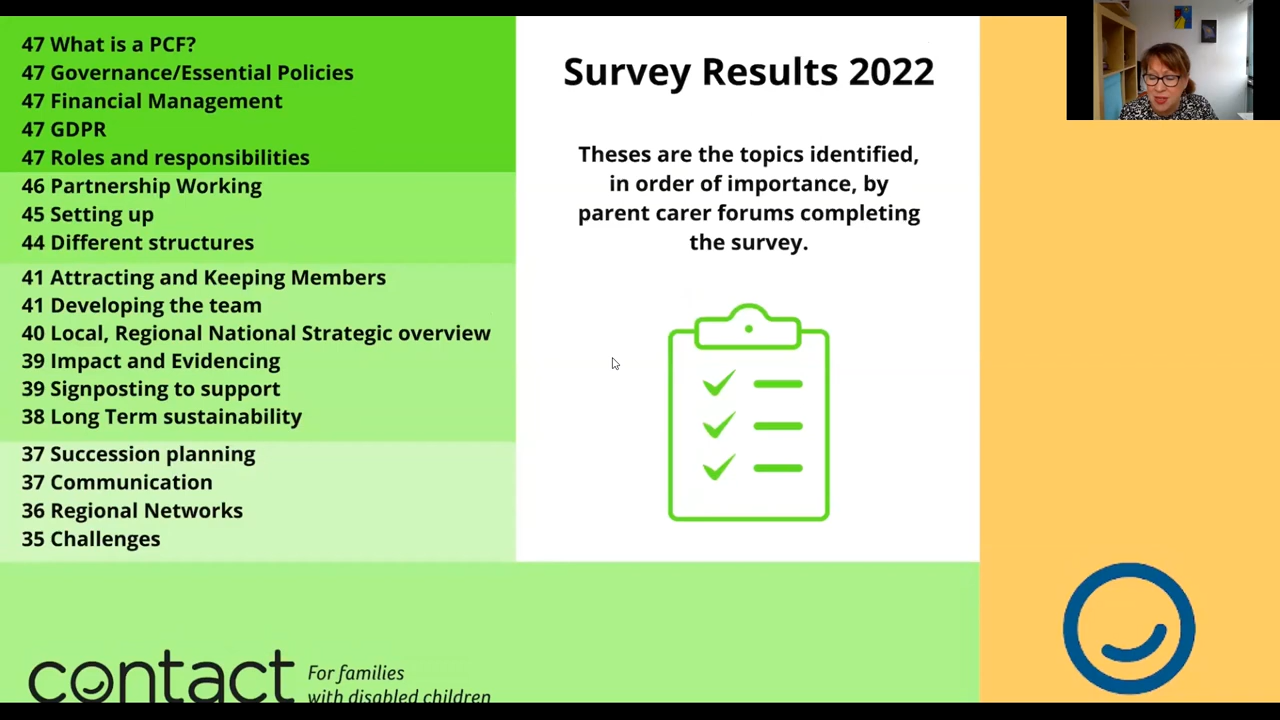 47 What is a PCF?
47 Governance/Essential Policies
47 Financial Management
47 GDPR
47 Roles and responsibilities
46 Partnership Working
45 Setting up
44 Different structures
41 Attracting and Keeping Members
41 Developing the team
40 Local, Regional National Strategic overview
39 Impact and Evidencing
39 Signposting to support
38 Long Term sustainability
37 Succession planning
37 Communication
36 Regional Networks
35 Challenges
Survey Results 2022
Theses are the topics identified,
in order of importance, by
parent carer forums completing
the survey.
contact
For families
with disabled children